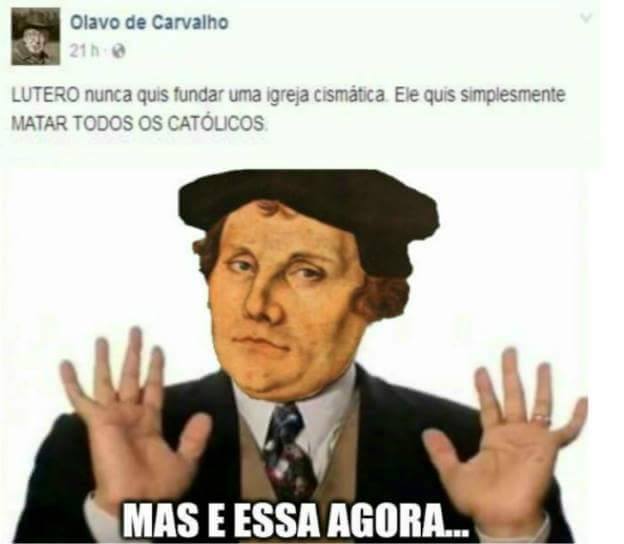 Olavo de Carvalho
21 h
LUTERO nunca quis fundar uma igreja cismática. Ele quis simplesmente
MATAR TODOS OS CATÓLICOS.
MAS E ESSA AGORA...